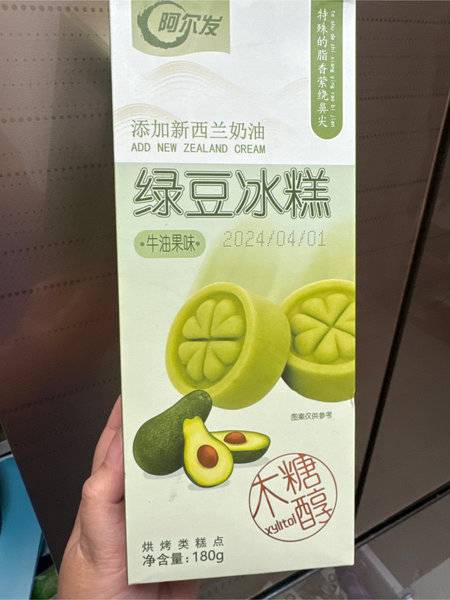 阿尔发
特殊的脂香萦绕鼻尖
添加新西兰奶油
ADD NEW ZEALAND CREAM
绿豆冰糕
·牛油果味·
2024/04/01
图案仅供参考
木糖醇
xylitol
烘烤类糕点
净含量:180g